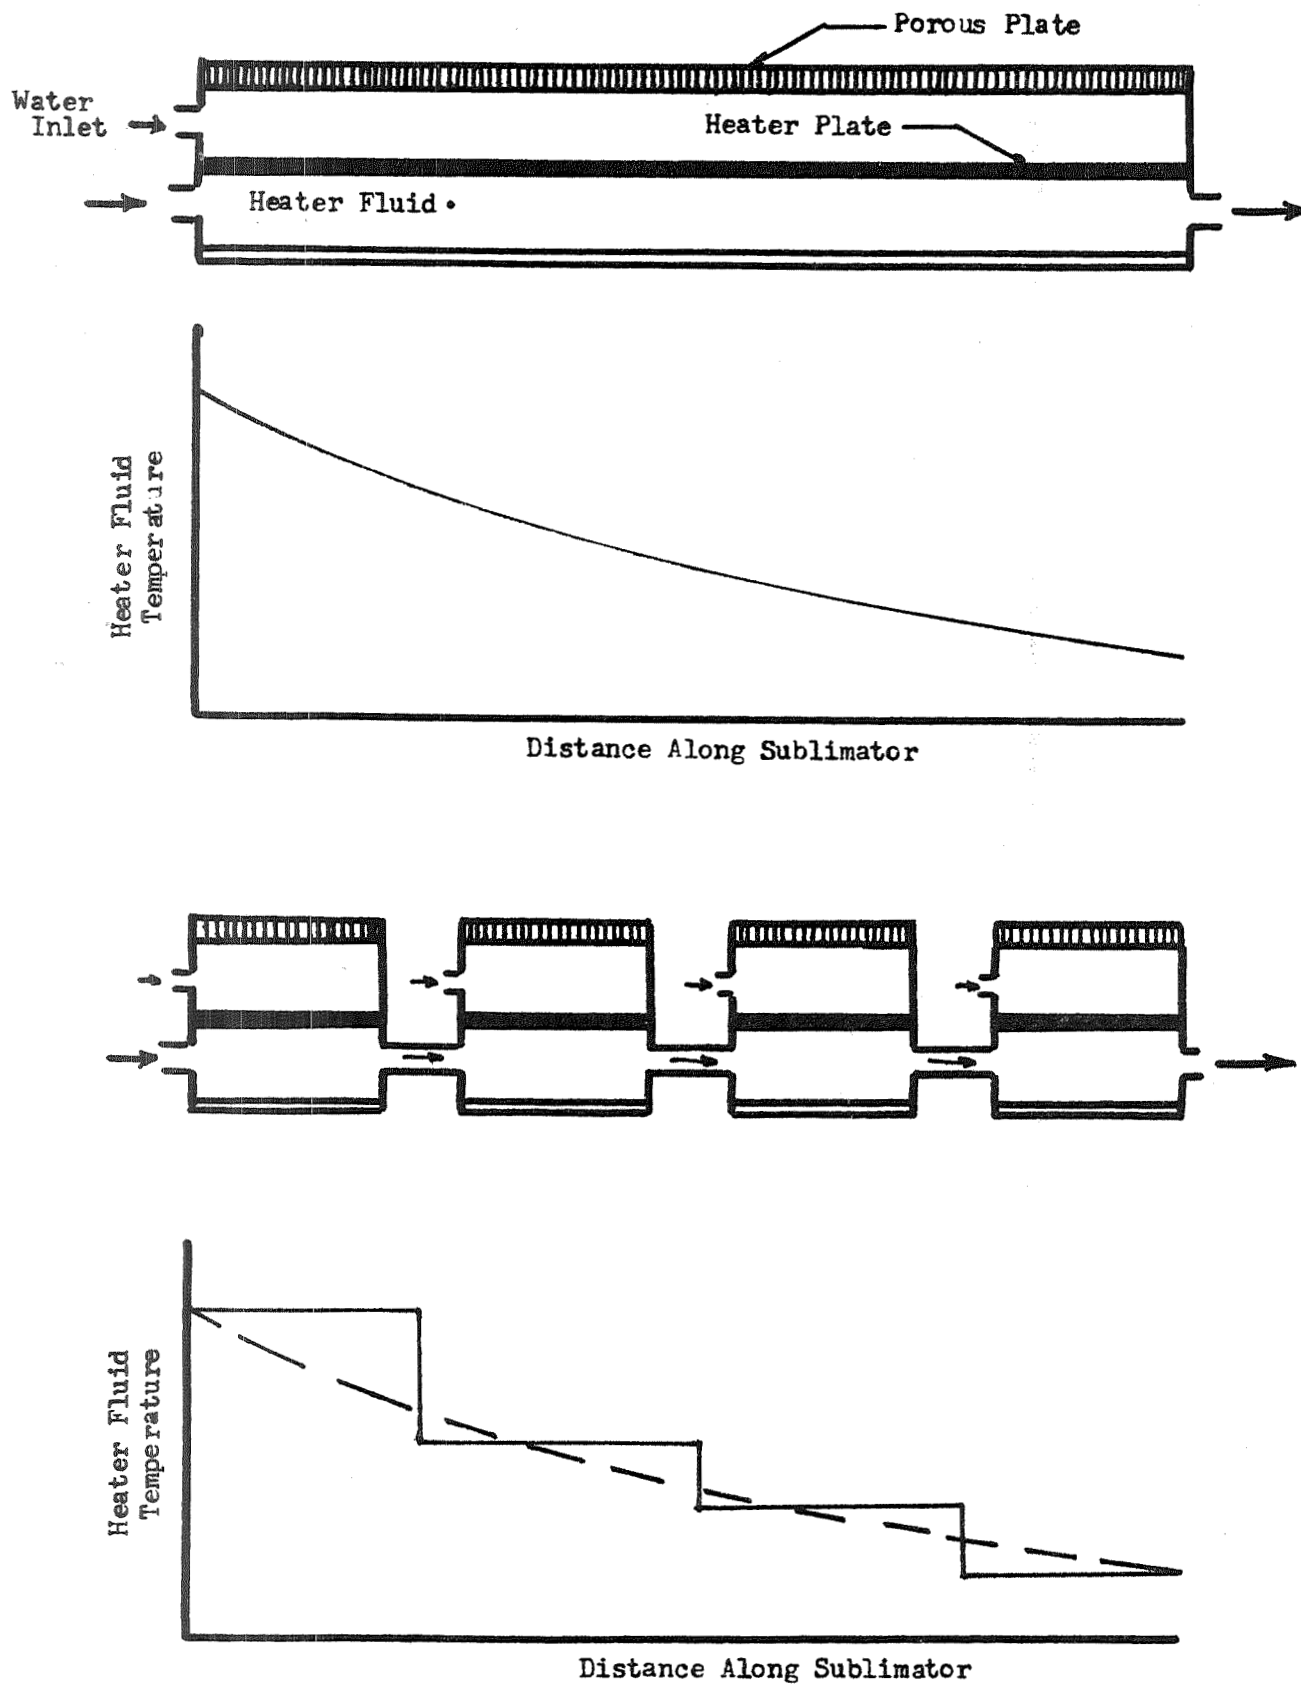 Porous Plate
Water
Inlet
Heater Plate
Heater Fluid
Heater Fluid
Temperature
Distance Along Sublimator
Heater Fluid
Temperature
Distance Along Sublimator